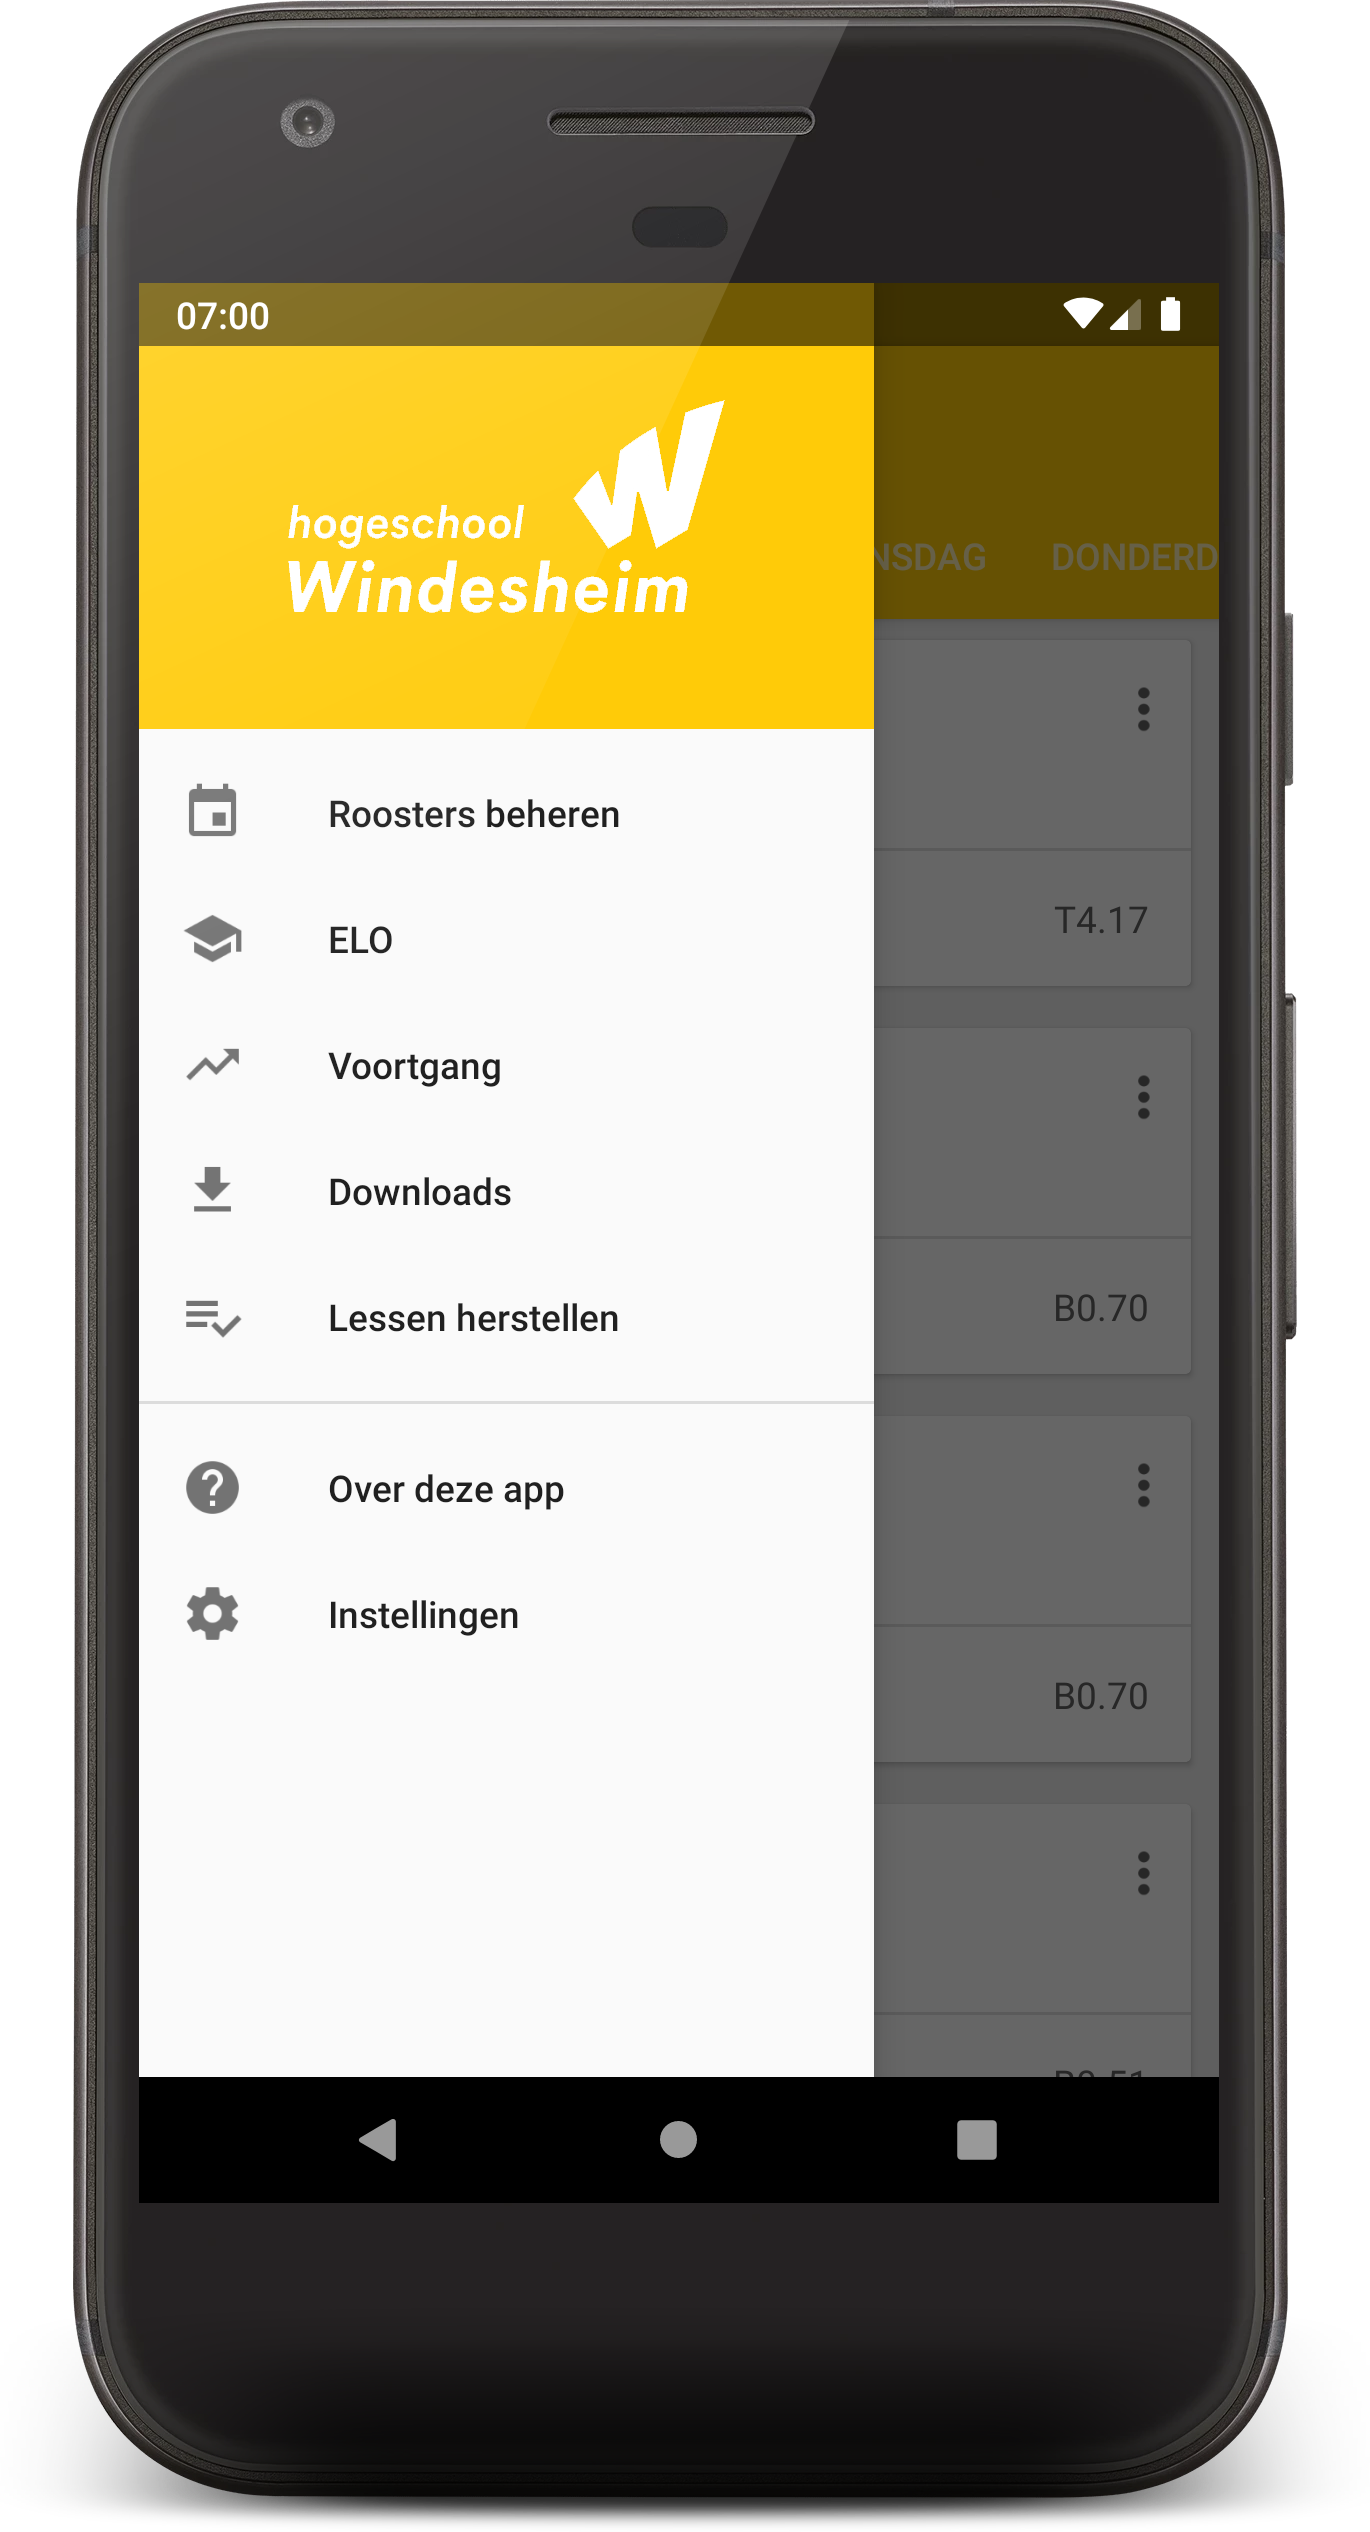 07:00
hogeschool
Windesheim
NSDAG DONDERD
Roosters beheren
T4.17
ELO
Voortgang
Downloads
B0.70
Lessen herstellen
Over deze app
Instellingen
B0.70